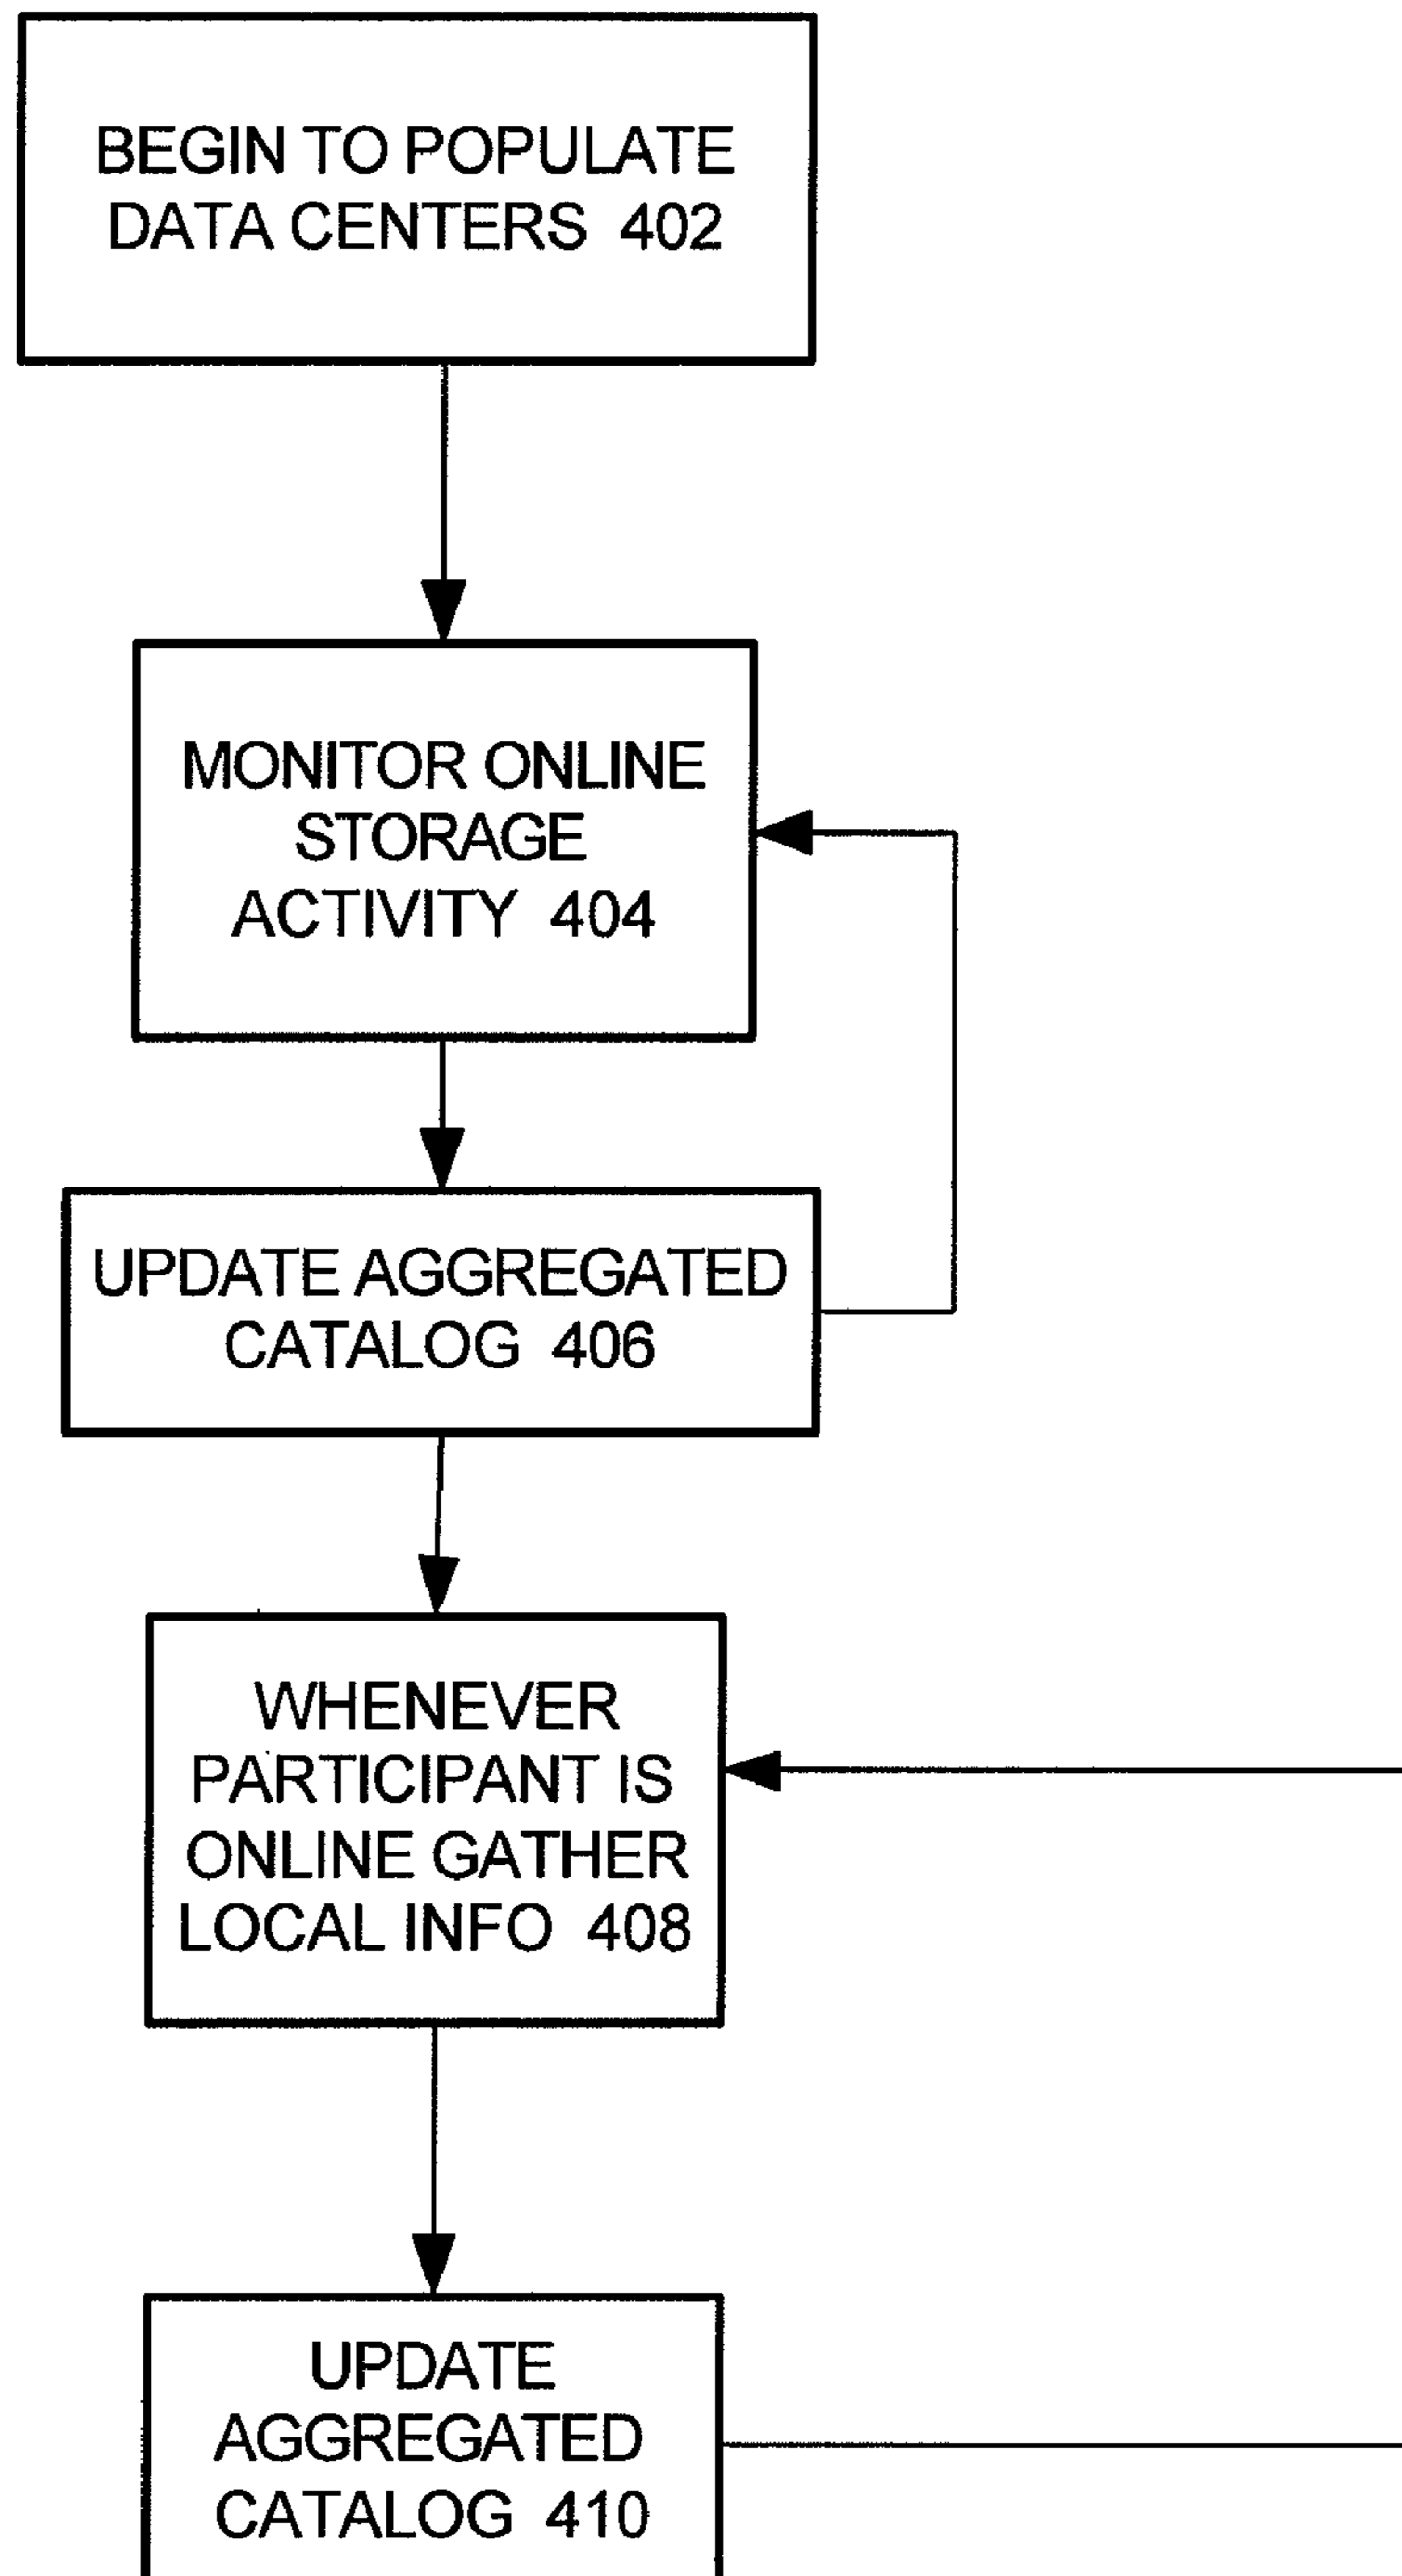 BEGIN TO POPULATE
DATA CENTERS 402
MONITOR ONLINE
STORAGE
ACTIVITY 404
UPDATE AGGREGATED
CATALOG 406
WHENEVER
PARTICIPANT IS
ONLINE GATHER
LOCAL INFO 408
UPDATE
AGGREGATED
CATALOG 410